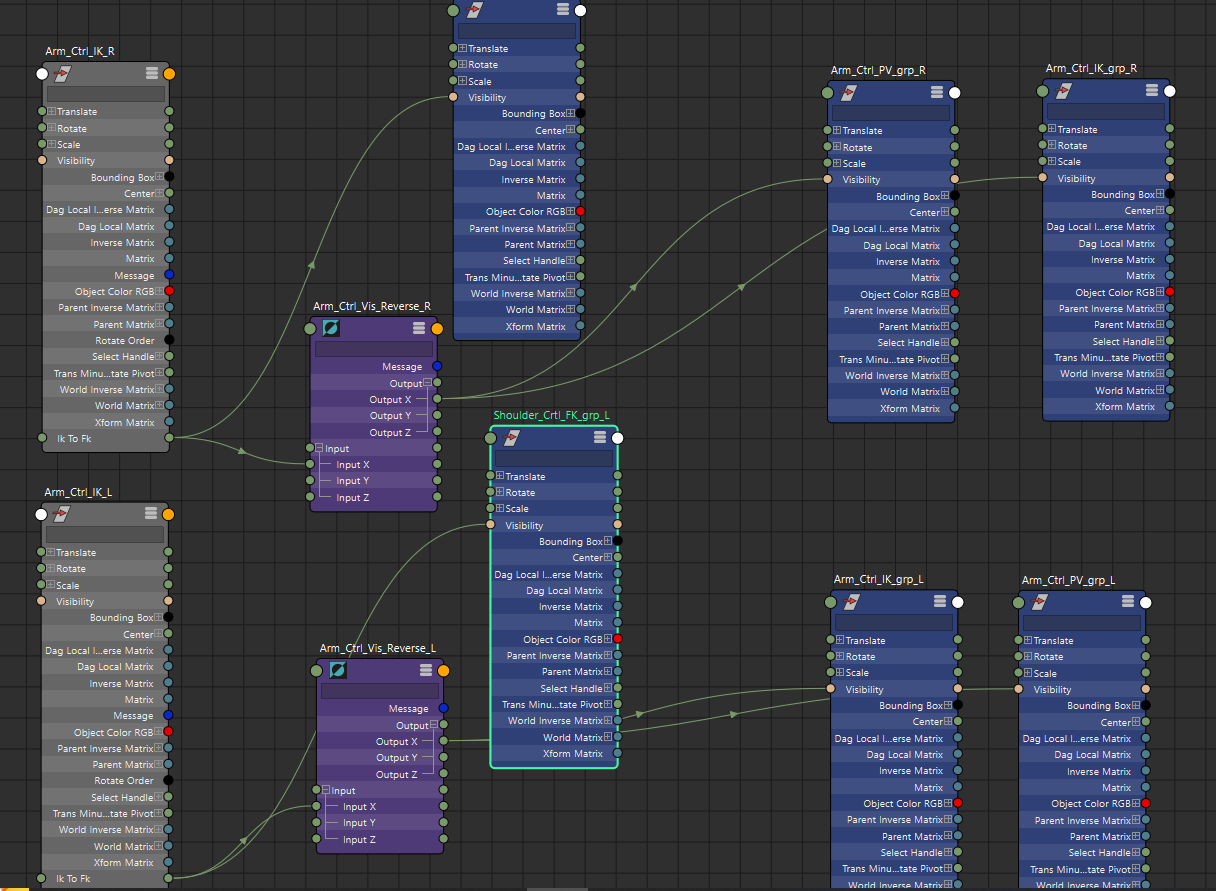 Arm_Ctrl_IK_R
Translate
Rotate
Scale
Visibility
Bounding Box
Center
Dag Local I...erse Matrix
Dag Local Matrix
Inverse Matrix
Matrix
Message
Object Color RGB
Parent Inverse Matrix
Parent Matrix
Rotate Order
Select Handle
Trans Minu...tate Pivot
World Inverse Matrix
World Matrix
Xform Matrix
Ik To Fk
Translate
Rotate
Scale
Visibility
Bounding Box
Center
Dag Local I...erse Matrix
Dag Local Matrix
Inverse Matrix
Matrix
Object Color RGB
Parent Inverse Matrix
Parent Matrix
Select Handle
Trans Minu...tate Pivot
World Inverse Matrix
World Matrix
Xform Matrix
Arm_Ctrl_PV_grp_R
Translate
Rotate
Scale
Visibility
Bounding Box
Center
Dag Local I...erse Matrix
Dag Local Matrix
Inverse Matrix
Matrix
Object Color RGB
Parent Inverse Matrix
Parent Matrix
Select Handle
Trans Minu...tate Pivot
World Inverse Matrix
World Matrix
Xform Matrix
Arm_Ctrl_IK_grp_R
Translate
Rotate
Scale
Visibility
Bounding Box
Center
Dag Local I...erse Matrix
Dag Local Matrix
Inverse Matrix
Matrix
Object Color RGB
Parent Inverse Matrix
Parent Matrix
Select Handle
Trans Minu...tate Pivot
World Inverse Matrix
World Matrix
Xform Matrix
Arm_Ctrl_Vis_Reverse_R
Message
Output
Output X
Output Y
Output Z
Input
Input X
Input Y
Input Z
Shoulder_Crtl_FK_grp_L
Translate
Rotate
Scale
Visibility
Bounding Box
Center
Dag Local I...erse Matrix
Dag Local Matrix
Inverse Matrix
Matrix
Object Color RGB
Parent Inverse Matrix
Parent Matrix
Select Handle
Trans Minu...tate Pivot
World Inverse Matrix
World Matrix
Xform Matrix
Arm_Ctrl_IK_L
Translate
Rotate
Scale
Visibility
Bounding Box
Center
Dag Local I...erse Matrix
Dag Local Matrix
Inverse Matrix
Matrix
Message
Object Color RGB
Parent Inverse Matrix
Parent Matrix
Rotate Order
Select Handle
Trans Minu...tate Pivot
World Inverse Matrix
World Matrix
Xform Matrix
Ik To Fk
Arm_Ctrl_Vis_Reverse_L
Message
Output
Output X
Output Y
Output Z
Input
Input X
Input Y
Input Z
Arm_Ctrl_IK_grp_L
Translate
Rotate
Scale
Visibility
Bounding Box
Center
Dag Local I...erse Matrix
Dag Local Matrix
Inverse Matrix
Matrix
Object Color RGB
Parent Inverse Matrix
Parent Matrix
Select Handle
Trans Minu...tate Pivot
World Inverse Matrix
Arm_Ctrl_PV_grp_L
Translate
Rotate
Scale
Visibility
Bounding Box
Center
Dag Local I...erse Matrix
Dag Local Matrix
Inverse Matrix
Matrix
Object Color RGB
Parent Inverse Matrix
Parent Matrix
Select Handle
Trans Minu...tate Pivot
World Inverse Matrix